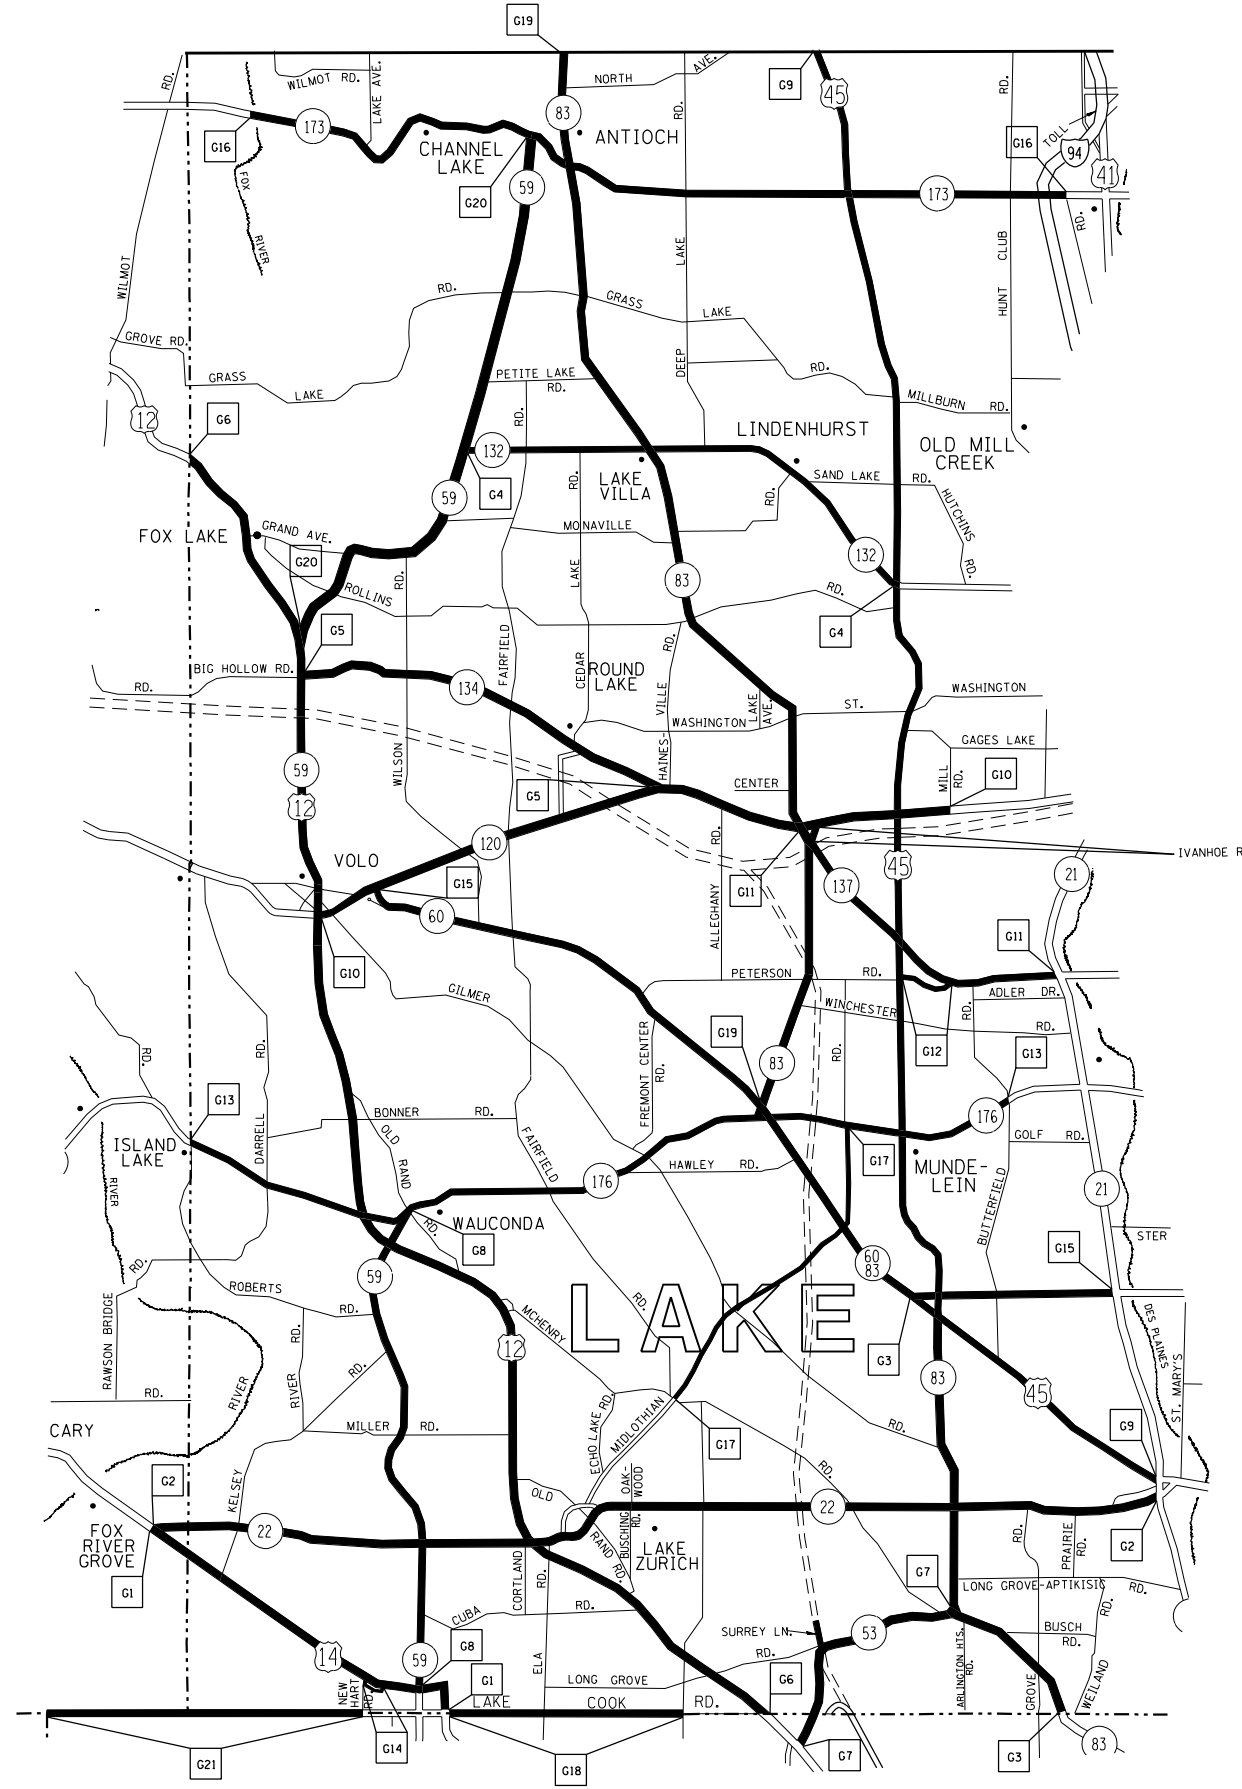 G19
RD.
WILMOT RD.
LAKE AVE.
NORTH
AVE.
RD.
G9
45
RD.
TOLL
94
41
83
173
G16
CHANNEL
LAKE
ANTIOCH
G16
G20
59
173
RD.
FOX
RIVER
WILMOT
LAKE
HUNT CLUB
RD.
GRASS
LAKE
GROVE RD.
DEEP
GRASS
LAKE
PETITE LAKE
RD.
RD.
MILLBURN RD.
12
G6
RD.
LINDENHURST
OLD MILL
CREEK
132
G4
59
RD.
LAKE
VILLA
RD.
SAND LAKE RD.
HUTCHINS
RD.
FOX LAKE
GRAND AVE.
MONAVILLE
G20
RD.
LAKE
132
ROLLINS
83
RD.
G5
G4
FAIRFIELD
CEDAR
RD.
ROUND
LAKE
BIG HOLLOW RD.
RD.
134
HAINES-
VILLE
LAKE
AVE.
WASHINGTON
ST.
WASHINGTON
59
WILSON
GAGES LAKE
MILL
RD.
G10
12
G5
CENTER
120
RD.
VOLO
G15
45
IVANHOE R
21
G11
137
60
ALLEGHANY
G11
G10
GILMER
PETERSON RD.
ADLER DR.
RD.
WINCHESTER
RD.
RD.
RD.
RD.
FREMONT CENTER
RD.
G19
83
G12
G13
G13
BONNER RD.
OLD
RAND
RD.
176
GOLF RD.
ISLAND
LAKE
DARRELL
FAIRFIELD
HAWLEY RD.
G17
MUNDE-
LEIN
RIVER
176
21
BUTTERFIELD
WAUCONDA
G8
STER
G15
RD.
59
60
83
ROBERTS
RD.
RD.
LAKE
RAWSON BRIDGE
RD.
MCHENRY
12
G3
DES PLAINES
RD.
83
45
ST. MARY'S
RD.
RIVER
RIVER
CARY
MILLER RD.
ECHO LAKE RD.
MIDLOTHIAN
G17
RD.
G9
RD.
G2
KELSEY
OLD
BUSCHING OAK-
RD. WOOD
22
22
FOX
RIVER
GROVE
RAND RD.
LAKE
ZURICH
RD.
PRAIRIE
RD.
G2
G1
CORTLAND
RD.
G7
LONG GROVE-APTIKISIC RD.
CUBA
RD.
G8
SURREY LN.
53
BUSCH
RD.
RD.
14
59
ELA
RD.
ARLINGTON HTS.
RD.
G1
LONG GROVE
G6
NEW
HART
RD.
LAKE
COOK RD.
GROVE
WEILAND
G21
G14
G18
G7
G3
83